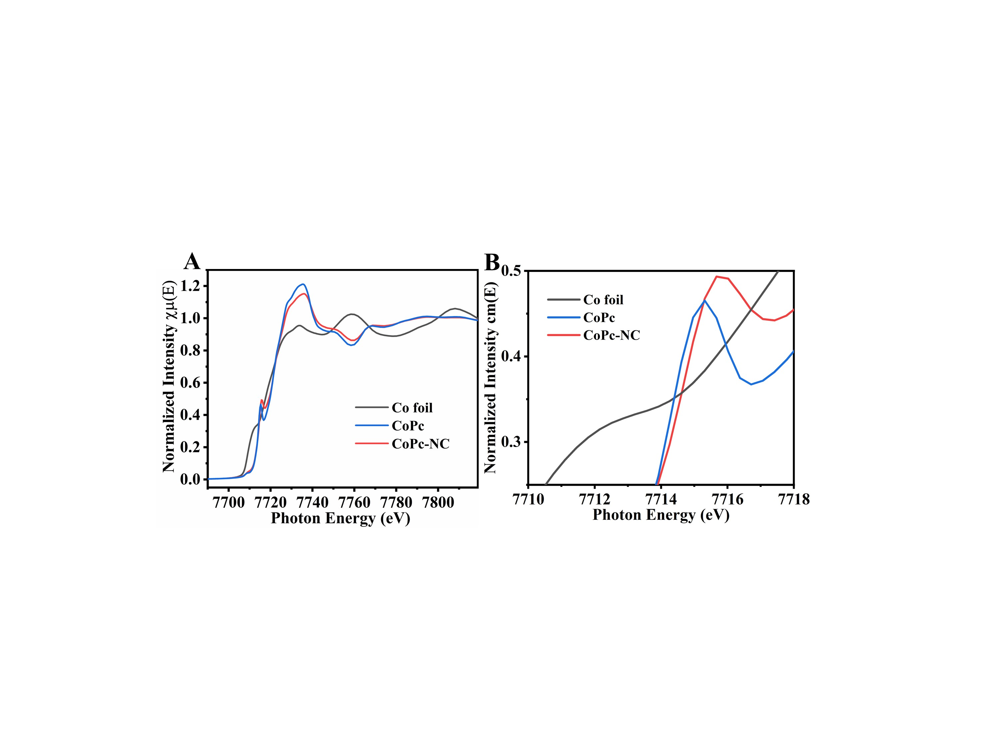 A
Normalized Intensity χμ(E)
1.2
1.0
0.8
0.6
0.4
0.2
0.0
Co foil
CoPc
CoPc-NC
7700 7720 7740 7760 7780 7800
Photon Energy (eV)
B
Normalized Intensity cm(E)
0.5
0.4
0.3
Co foil
CoPc
CoPc-NC
7710 7712 7714 7716 7718
Photon Energy (eV)